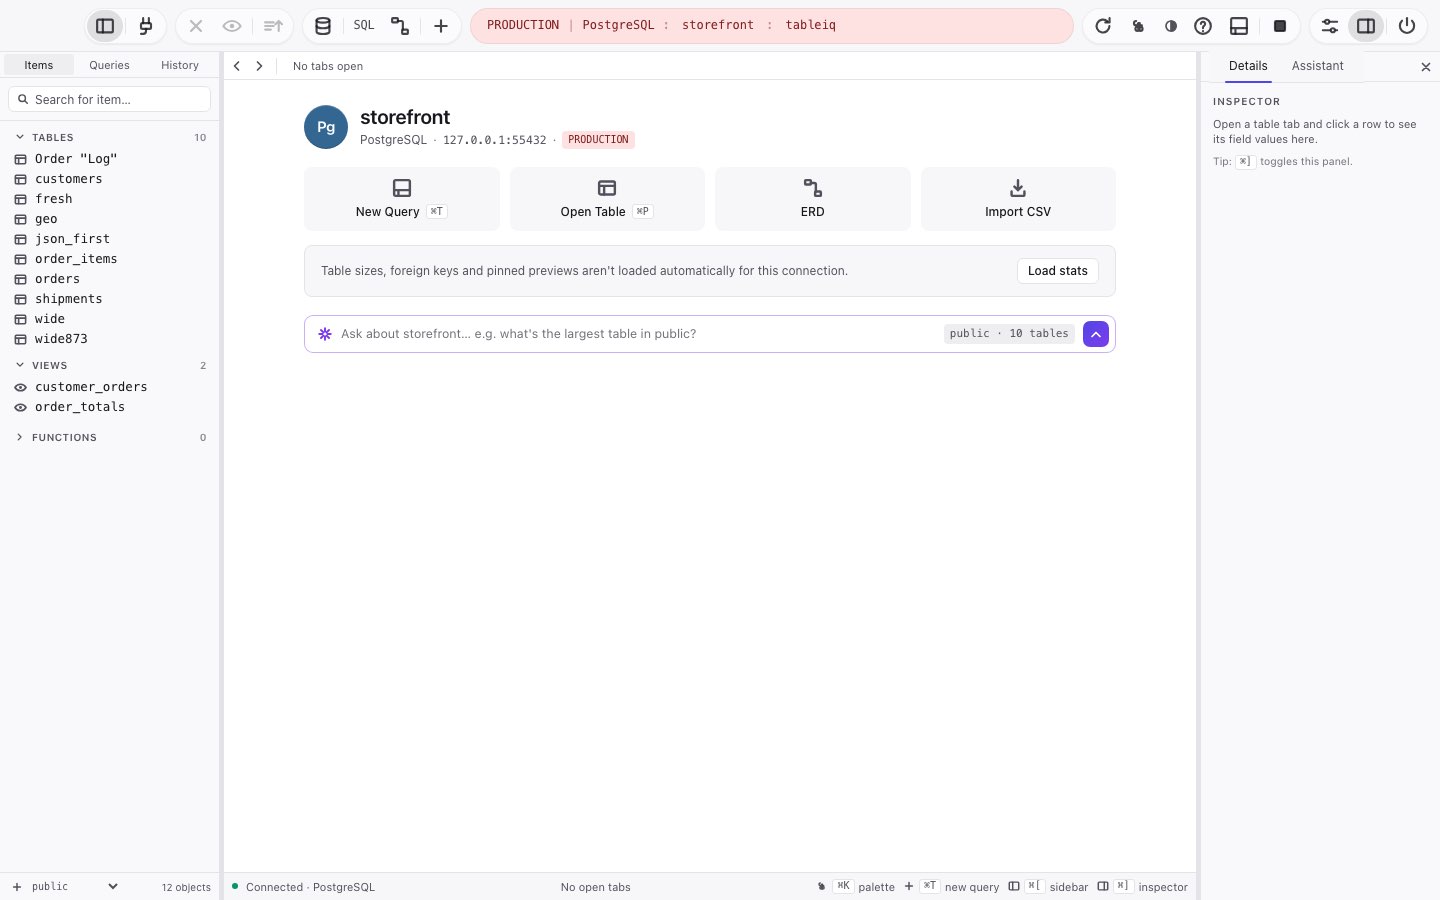 SQL
PRODUCTION | PostgreSQL : storefront : tableiq
Items Queries History
Search for item...
TABLES 10
Order "Log"
customers
fresh
geo
json_first
order_items
orders
shipments
wide
wide873
VIEWS 2
customer_orders
order_totals
FUNCTIONS 0
public 12 objects
No tabs open
Pg
storefront
PostgreSQL · 127.0.0.1:55432 · PRODUCTION
New Query ⌘T
Open Table ⌘P
ERD
Import CSV
Table sizes, foreign keys and pinned previews aren't loaded automatically for this connection.
Load stats
Ask about storefront... e.g. what's the largest table in public?
public · 10 tables
Details Assistant
INSPECTOR
Open a table tab and click a row to see
its field values here.
Tip: ⌘] toggles this panel.
Connected · PostgreSQL
No open tabs
⌘K palette ⌘T new query ⌘[ sidebar ⌘] inspector